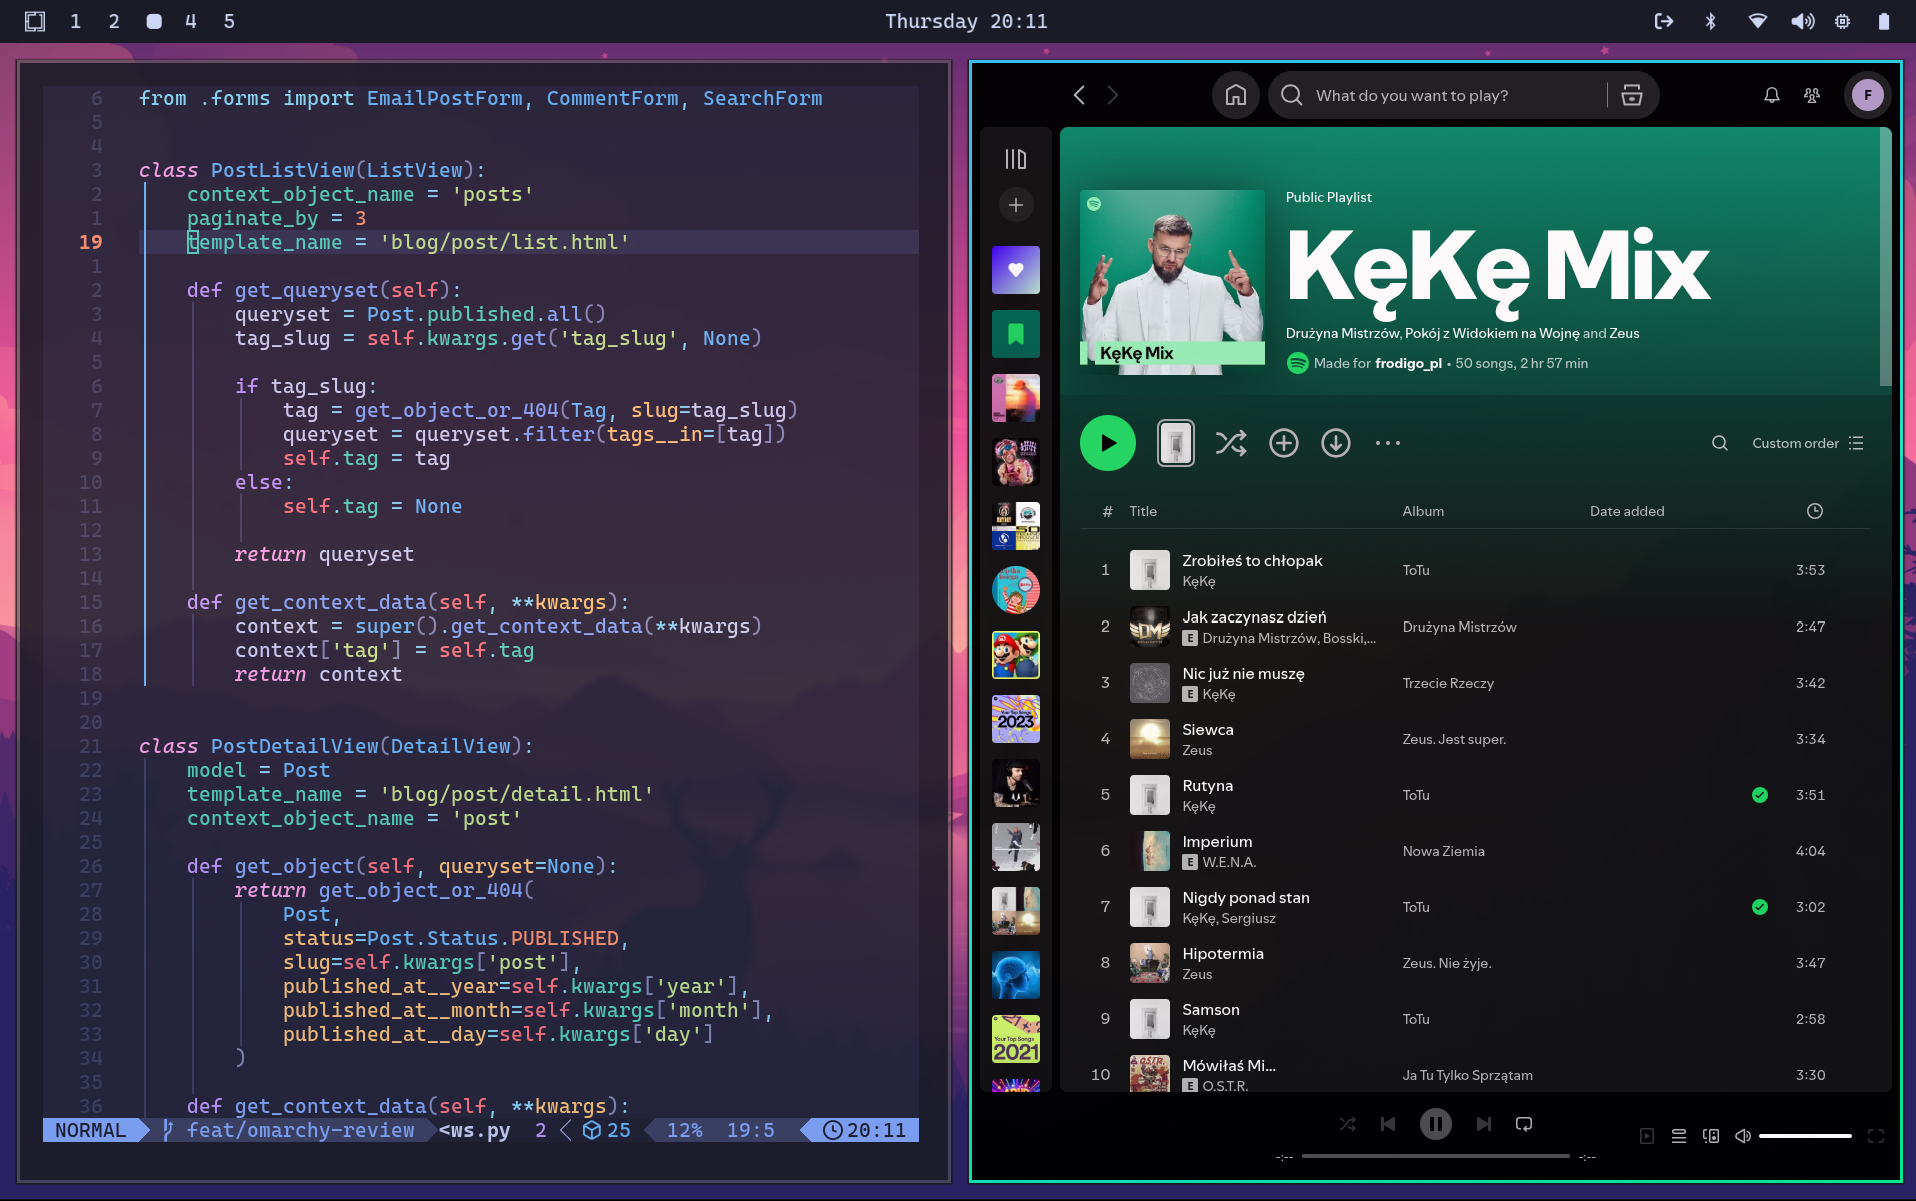 1 2 4 5
Thursday 20:11
6 from .forms import EmailPostForm, CommentForm, SearchForm
5
4
3 class PostListView(ListView):
2 context_object_name = 'posts'
1 paginate_by = 3
19 template_name = 'blog/post/list.html'
1
2 def get_queryset(self):
3 queryset = Post.published.all()
4 tag_slug = self.kwargs.get('tag_slug', None)
5
6 if tag_slug:
7 tag = get_object_or_404(Tag, slug=tag_slug)
8 queryset = queryset.filter(tags__in=[tag])
9 self.tag = tag
10 else:
11 self.tag = None
12
13 return queryset
14
15 def get_context_data(self, **kwargs):
16 context = super().get_context_data(**kwargs)
17 context['tag'] = self.tag
18 return context
19
20
21 class PostDetailView(DetailView):
22 model = Post
23 template_name = 'blog/post/detail.html'
24 context_object_name = 'post'
25
26 def get_object(self, queryset=None):
27 return get_object_or_404(
28 Post,
29 status=Post.Status.PUBLISHED,
30 slug=self.kwargs['post'],
31 published_at__year=self.kwargs['year'],
32 published_at__month=self.kwargs['month'],
33 published_at__day=self.kwargs['day']
34 )
35
36 def get_context_data(self, **kwargs):
NORMAL feat/omarchy-review <ws.py 2 25 12% 19:5 20:11
What do you want to play?
F
Public Playlist
KęKę Mix
KęKę Mix
Drużyna Mistrzów, Pokój z Widokiem na Wojnę and Zeus
Made for frodigo_pl • 50 songs, 2 hr 57 min
Custom order
# Title Album Date added
1 Zrobiłeś to chłopak ToTu 3:53
KęKę
2 Jak zaczynasz dzień Drużyna Mistrzów 2:47
E Drużyna Mistrzów, Bosski,...
3 Nic już nie muszę Trzecie Rzeczy 3:42
E KęKę
4 Siewca Zeus. Jest super. 3:34
Zeus
5 Rutyna ToTu 3:51
KęKę
6 Imperium Nowa Ziemia 4:04
E W.E.N.A.
7 Nigdy ponad stan ToTu 3:02
KęKę, Sergiusz
8 Hipotermia Zeus. Nie żyje. 3:47
Zeus
9 Samson ToTu 2:58
KęKę
10 Mówiłaś Mi... Ja Tu Tylko Sprzątam 3:30
E O.S.T.R.
Your Top Songs
2023
Your Top Songs
2021
-:-- -:--